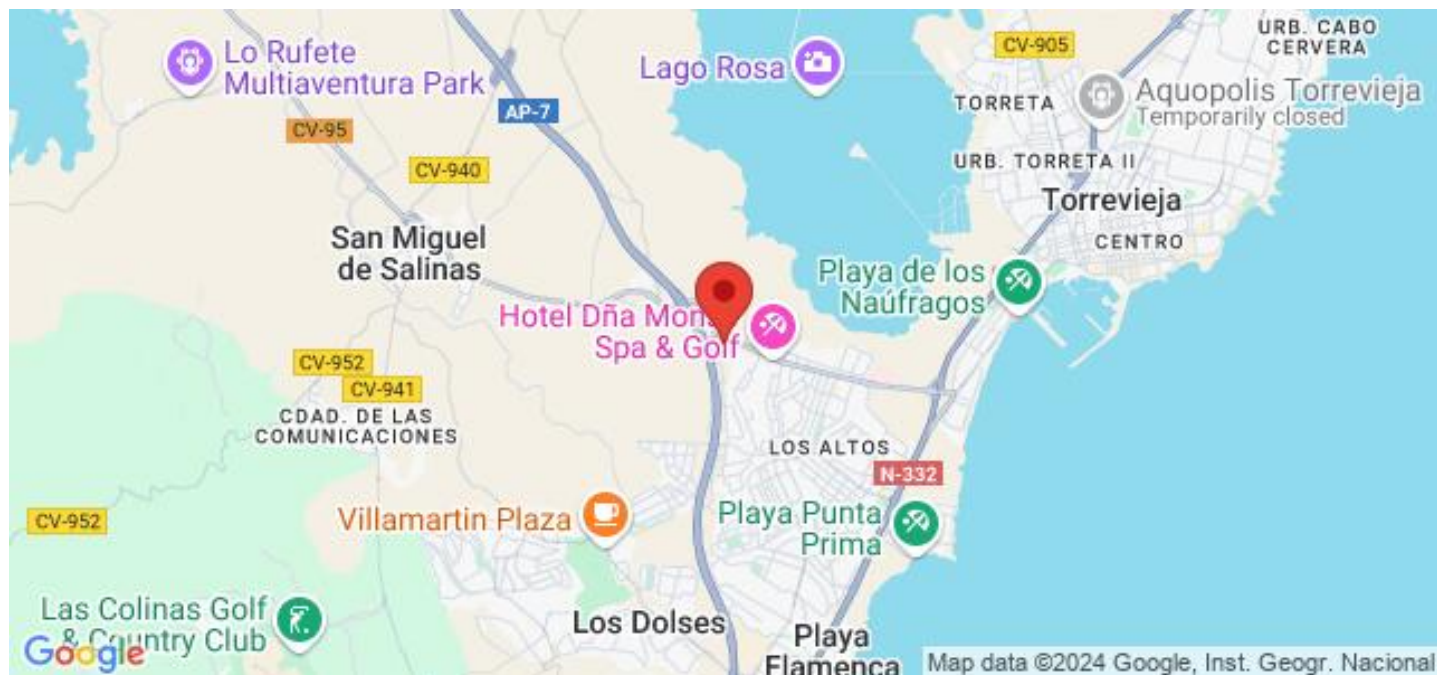 URB. CABO
CERVERA
CV-905
Lo Rufete
Multiaventura Park
Lago Rosa
Aquopolis Torrevieja
Temporarily closed
TORRETA
AP-7
CV-95
CV-940
URB. TORRETA II
Torrevieja
San Miguel
de Salinas
CENTRO
Playa de los
Naúfragos
Hotel Dña Mon
Spa & Golf
CV-952
CV-941
CDAD. DE LAS
COMUNICACIONES
LOS ALTOS
N-332
CV-952
Villamartin Plaza
Playa Punta
Prima
Las Colinas Golf
& Country Club
Los Dolses
Playa
Flamenca
Google
Map data ©2024 Google, Inst. Geogr. Nacional